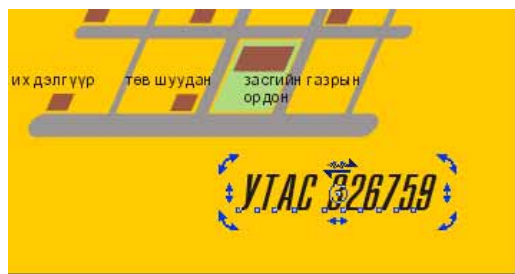 их дэлгүүр
төв шуудан
засгийн газрын
ордон
УТАС 326759